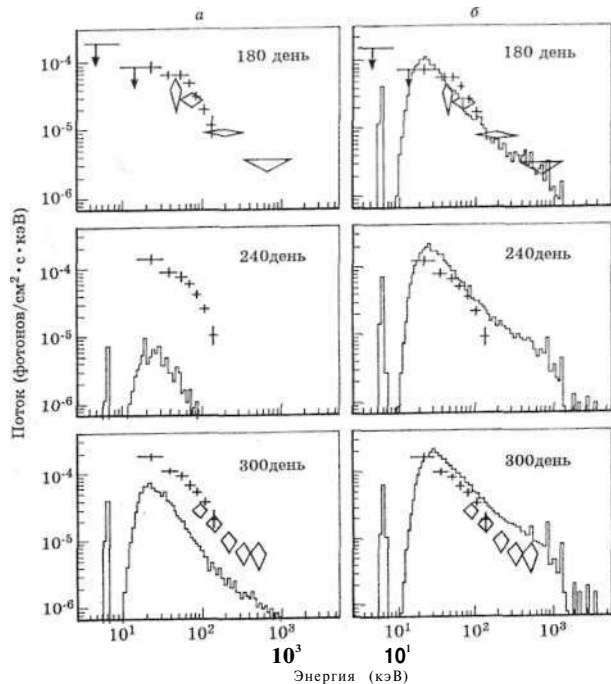 а б
180 день 180 день
10⁻⁴
10⁻⁵
10⁻⁶
240день 240 день
10⁻⁴
10⁻⁵
10⁻⁶
300день 300день
10⁻⁴
10⁻⁵
10⁻⁶
10¹ 10² 10³ 10¹ 10² 10³
10³ 10¹
Энергия (кэВ)
Поток (фотонов/см² · с · кэВ)